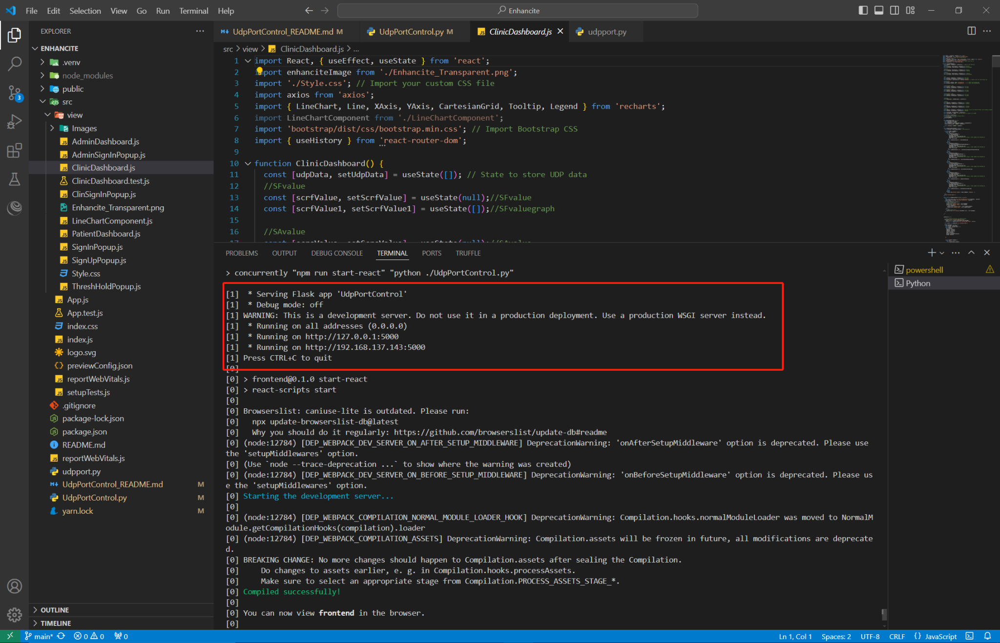 File Edit Selection View Go Run Terminal Help
Enhancite
EXPLORER
UdpPortControl_README.md M
UdpPortControl.py M
ClinicDashboard.js
udpport.py
src > view > ClinicDashboard.js > ...
ENHANCITE
.venv
node_modules
public
src
view
Images
AdminDashboard.js
AdminSignInPopup.js
ClinicDashboard.js
ClinicDashboard.test.js
ClinSignInPopup.js
Enhancite_Transparent.png
LineChartComponent.js
PatientDashboard.js
SignInPopup.js
SignUpPopup.js
Style.css
ThreshHoldPopup.js
App.js
App.test.js
index.css
index.js
logo.svg
previewConfig.json
reportWebVitals.js
setupTests.js
.gitignore
package-lock.json
package.json
README.md
reportWebVitals.js
udpport.py
UdpPortControl_README.md M
UdpPortControl.py M
yarn.lock M
OUTLINE
TIMELINE
3
1 import React, { useEffect, useState } from 'react';
2 import enhanciteImage from './Enhancite_Transparent.png';
3 import './Style.css'; // Import your custom CSS file
4 import axios from 'axios';
5 import { LineChart, Line, XAxis, YAxis, CartesianGrid, Tooltip, Legend } from 'recharts';
6 import LineChartComponent from './LineChartComponent';
7 import 'bootstrap/dist/css/bootstrap.min.css'; // Import Bootstrap CSS
8 import { useHistory } from 'react-router-dom';
9
10 function ClinicDashboard() {
11 const [udpData, setUdpData] = useState([]); // State to store UDP data
12 //SFvalue
13 const [scrfValue, setScrfValue] = useState(null);//SFvalue
14 const [scrfValue1, setScrfValue1] = useState([]);//SFvaluegraph
15
16 //SAvalue
PROBLEMS OUTPUT DEBUG CONSOLE TERMINAL PORTS TRUFFLE
powershell
Python
> concurrently "npm run start-react" "python ./UdpPortControl.py"
[1] * Serving Flask app 'UdpPortControl'
[1] * Debug mode: off
[1] WARNING: This is a development server. Do not use it in a production deployment. Use a production WSGI server instead.
[1] * Running on all addresses (0.0.0.0)
[1] * Running on http://127.0.0.1:5000
[1] * Running on http://192.168.137.143:5000
[1] Press CTRL+C to quit
[0]
[0] > frontend@0.1.0 start-react
[0] > react-scripts start
[0]
[0] Browserslist: caniuse-lite is outdated. Please run:
[0] npx update-browserslist-db@latest
[0] Why you should do it regularly: https://github.com/browserslist/update-db#readme
[0] (node:12784) [DEP_WEBPACK_DEV_SERVER_ON_AFTER_SETUP_MIDDLEWARE] DeprecationWarning: 'onAfterSetupMiddleware' option is deprecated. Please use
the 'setupMiddlewares' option.
[0] (Use `node --trace-deprecation ...` to show where the warning was created)
[0] (node:12784) [DEP_WEBPACK_DEV_SERVER_ON_BEFORE_SETUP_MIDDLEWARE] DeprecationWarning: 'onBeforeSetupMiddleware' option is deprecated. Please us
e the 'setupMiddlewares' option.
[0] Starting the development server...
[0]
[0] (node:12784) [DEP_WEBPACK_COMPILATION_NORMAL_MODULE_LOADER_HOOK] DeprecationWarning: Compilation.hooks.normalModuleLoader was moved to NormalM
odule.getCompilationHooks(compilation).loader
[0] (node:12784) [DEP_WEBPACK_COMPILATION_ASSETS] DeprecationWarning: Compilation.assets will be frozen in future, all modifications are deprecate
d.
[0] BREAKING CHANGE: No more changes should happen to Compilation.assets after sealing the Compilation.
[0] Do changes to assets earlier, e. g. in Compilation.hooks.processAssets.
[0] Make sure to select an appropriate stage from Compilation.PROCESS_ASSETS_STAGE_*.
[0] Compiled successfully!
[0]
[0] You can now view frontend in the browser.
[0]
main* 0 0 0
Ln 1, Col 1 Spaces: 2 UTF-8 CRLF {} JavaScript